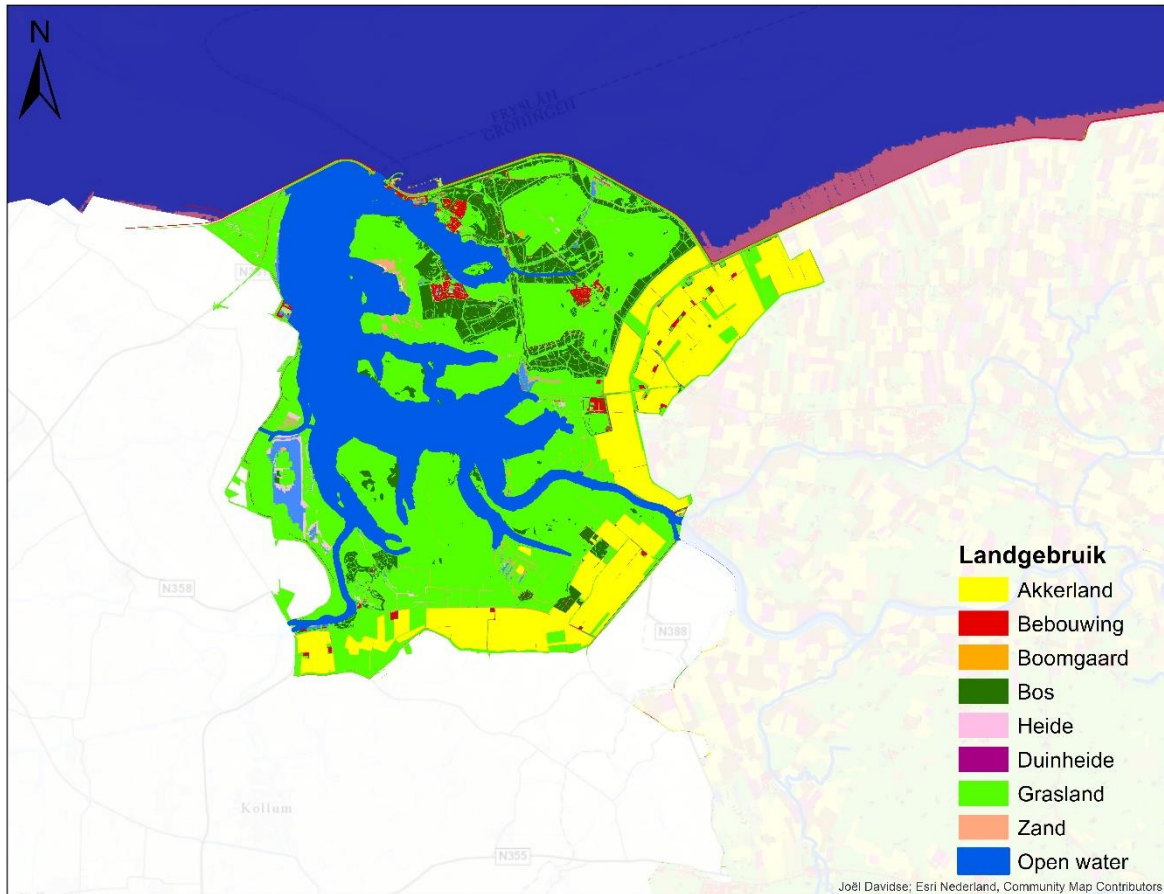 N
FRYSLÂN
GRONINGEN
N358
N388
Kollum
N355
Landgebruik
Akkerland
Bebouwing
Boomgaard
Bos
Heide
Duinheide
Grasland
Zand
Open water
Joël Davidse; Esri Nederland, Community Map Contributors